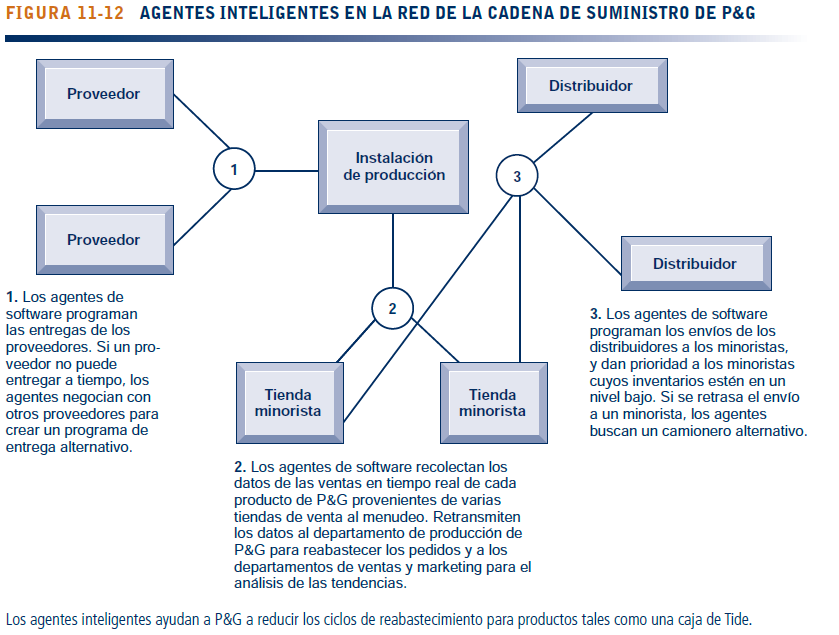 FIGURA 11-12 AGENTES INTELIGENTES EN LA RED DE LA CADENA DE SUMINISTRO DE P&G
Proveedor
Distribuidor
1
Instalación
de producción
3
Proveedor
Distribuidor
1. Los agentes de
software programan
las entregas de los
proveedores. Si un pro-
veedor no puede
entregar a tiempo, los
agentes negocian con
otros proveedores para
crear un programa de
entrega alternativo.
2
Tienda
minorista
Tienda
minorista
3. Los agentes de software
programan los envíos de los
distribuidores a los minoristas,
y dan prioridad a los minoristas
cuyos inventarios estén en un
nivel bajo. Si se retrasa el envío
a un minorista, los agentes
buscan un camionero alternativo.
2. Los agentes de software recolectan los
datos de las ventas en tiempo real de cada
producto de P&G provenientes de varias
tiendas de venta al menudeo. Retransmiten
los datos al departamento de producción de
P&G para reabastecer los pedidos y a los
departamentos de ventas y marketing para el
análisis de las tendencias.
Los agentes inteligentes ayudan a P&G a reducir los ciclos de reabastecimiento para productos tales como una caja de Tide.